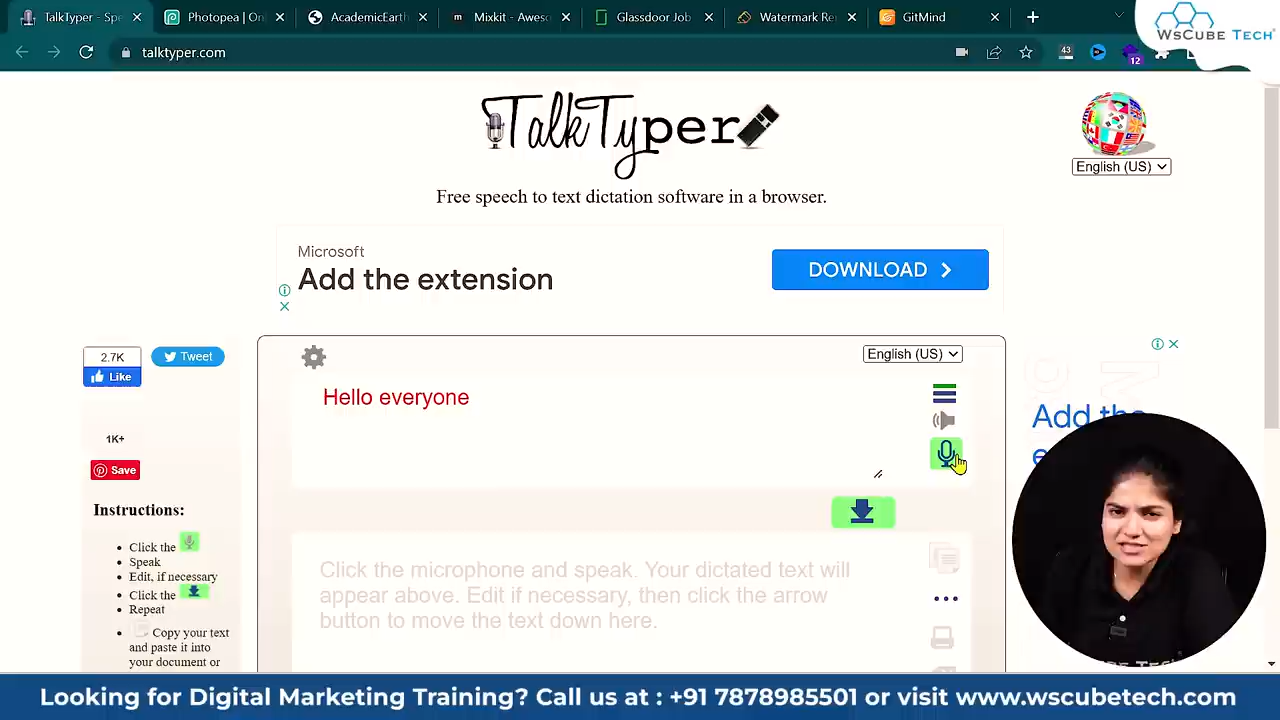 TalkTyper - Sp
Photopea | On
AcademicEarth
Mixkit - Aweso
Glassdoor Job
Watermark Re
GitMind
WsCube Tech
talktyper.com
43
12
TalkTyper
English (US)
Free speech to text dictation software in a browser.
Microsoft
Add the extension
DOWNLOAD
2.7K
Tweet
Like
English (US)
Hello everyone
Add the
1K+
Save
Instructions:
Click the
Speak
Edit, if necessary
Click the
Repeat
Copy your text
and paste it into
your document or
Click the microphone and speak. Your dictated text will
appear above. Edit if necessary, then click the arrow
button to move the text down here.
Looking for Digital Marketing Training? Call us at : +91 7878985501 or visit www.wscubetech.com